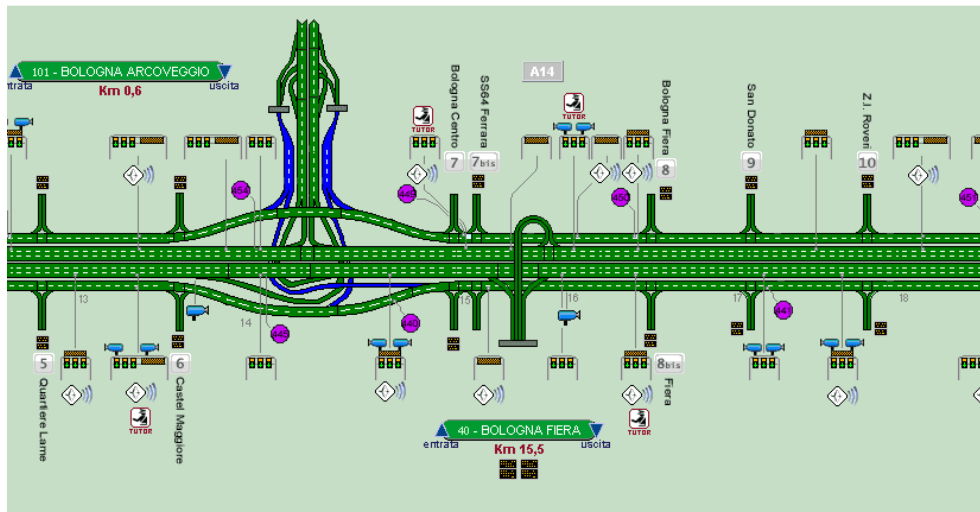 101 - BOLOGNA ARCOVEGGIO
uscita
Km 0,6
TUTOR
Bologna Centro
7
SS64 Ferrara
7bis
A14
TUTOR
Bologna Fiera
8
San Donato
9
Z.I. Roveri
10
454
449
450
451
13
14
15
16
17
18
445
440
441
5
Quartiere Lame
6
Castel Maggiore
TUTOR
8bis
Fiera
TUTOR
40 - BOLOGNA FIERA
entrata
uscita
Km 15,5